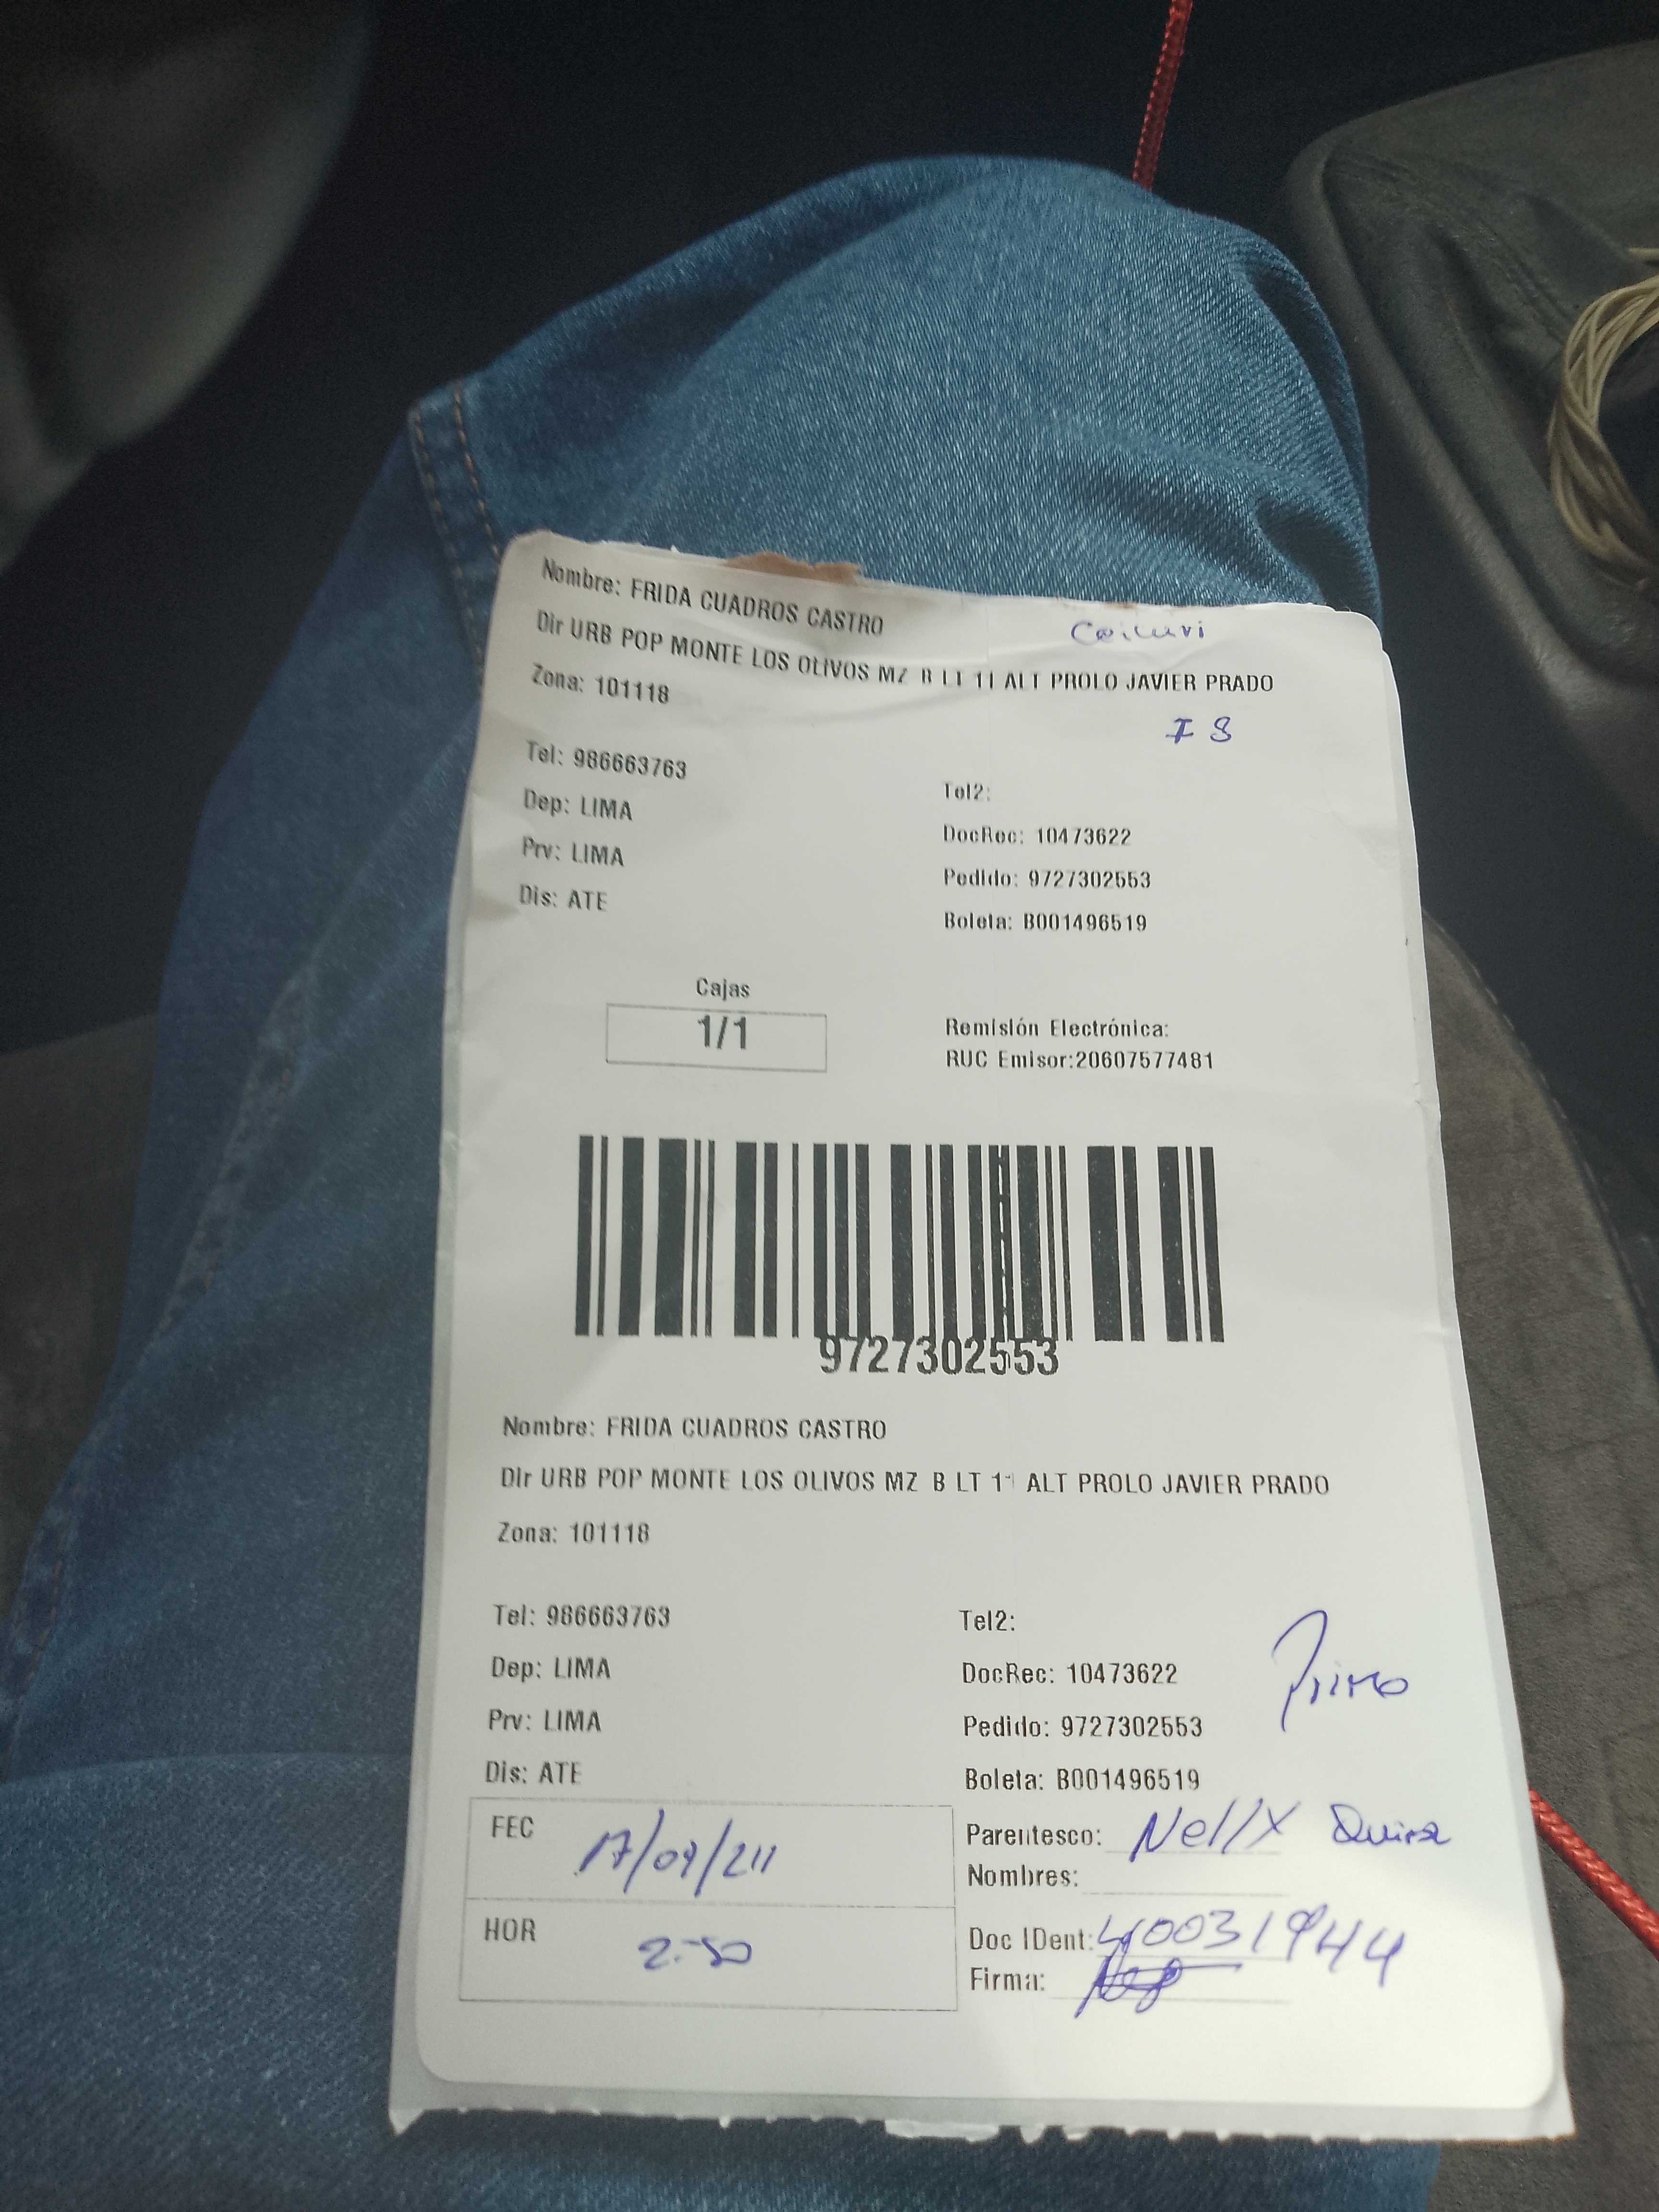 Nombre: FRIDA CUADROS CASTRO
Dir URB POP MONTE LOS OLIVOS MZ B LT 11 ALT PROLO JAVIER PRADO
Zona: 101118
Tel: 986663763
Tel2:
Dep: LIMA
DocRec: 10473622
Prv: LIMA
Pedido: 9727302553
Dis: ATE
Boleta: B001496519
Cajas
1/1
Remisión Electrónica:
RUC Emisor:20607577481
9727302553
Nombre: FRIDA CUADROS CASTRO
Dir URB POP MONTE LOS OLIVOS MZ B LT 11 ALT PROLO JAVIER PRADO
Zona: 101118
Tel: 986663763
Tel2:
Dep: LIMA
DocRec: 10473622
Primo
Prv: LIMA
Pedido: 9727302553
Dis: ATE
Boleta: B001496519
FEC 17/09/24
Parentesco: Nelly
Nombres:
HOR 2:50
Doc IDent: 40031944
Firma: